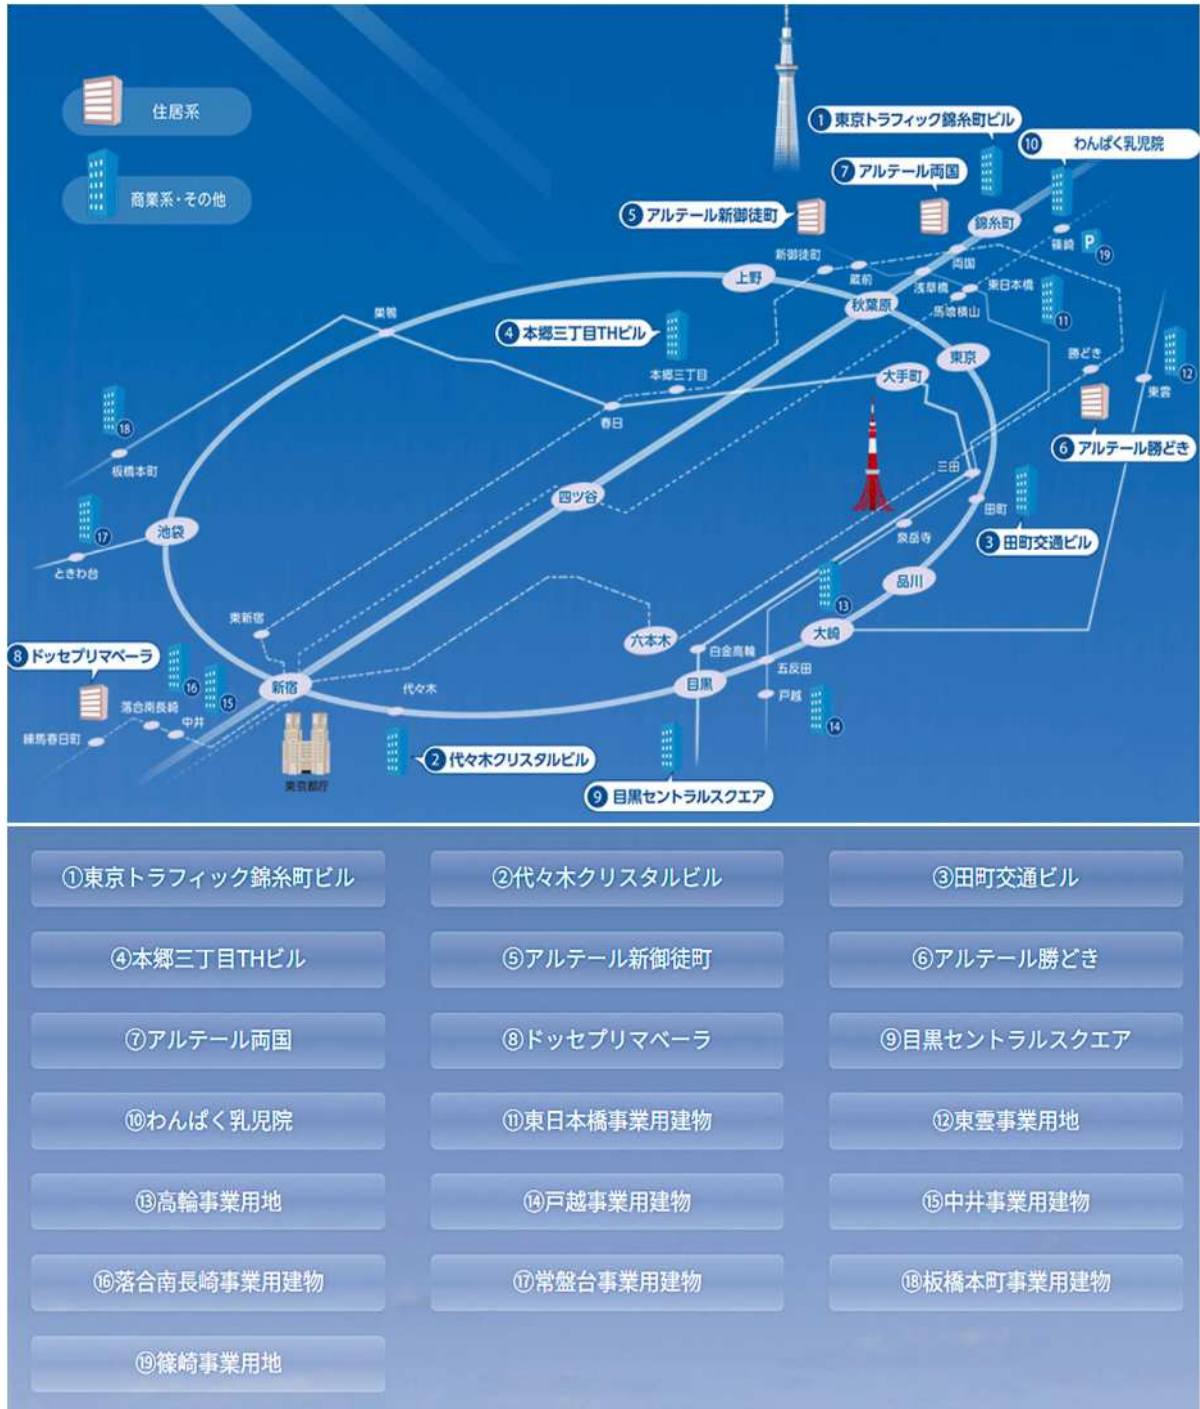 住居系
商業系・その他
①東京トラフィック錦糸町ビル
⑩わんぱく乳児院
⑦アルテール両国
⑤アルテール新御徒町
錦糸町
篠崎
P
⑲
新御徒町
蔵前
両国
浅草橋
東日本橋
馬喰横山
上野
秋葉原
巣鴨
④本郷三丁目THビル
⑪
本郷三丁目
東京
大手町
勝どき
⑫
東雲
春日
⑱
板橋本町
⑥アルテール勝どき
三田
四ツ谷
田町
⑰
ときわ台
池袋
泉岳寺
③田町交通ビル
品川
⑬
東新宿
六本木
大崎
白金高輪
五反田
⑧ドッセプリマベーラ
⑯
⑮
新宿
代々木
目黒
戸越
⑭
落合南長崎
中井
練馬春日町
東京都庁
②代々木クリスタルビル
⑨目黒セントラルスクエア
①東京トラフィック錦糸町ビル
②代々木クリスタルビル
③田町交通ビル
④本郷三丁目THビル
⑤アルテール新御徒町
⑥アルテール勝どき
⑦アルテール両国
⑧ドッセプリマベーラ
⑨目黒セントラルスクエア
⑩わんぱく乳児院
⑪東日本橋事業用建物
⑫東雲事業用地
⑬高輪事業用地
⑭戸越事業用建物
⑮中井事業用建物
⑯落合南長崎事業用建物
⑰常盤台事業用建物
⑱板橋本町事業用建物
⑲篠崎事業用地